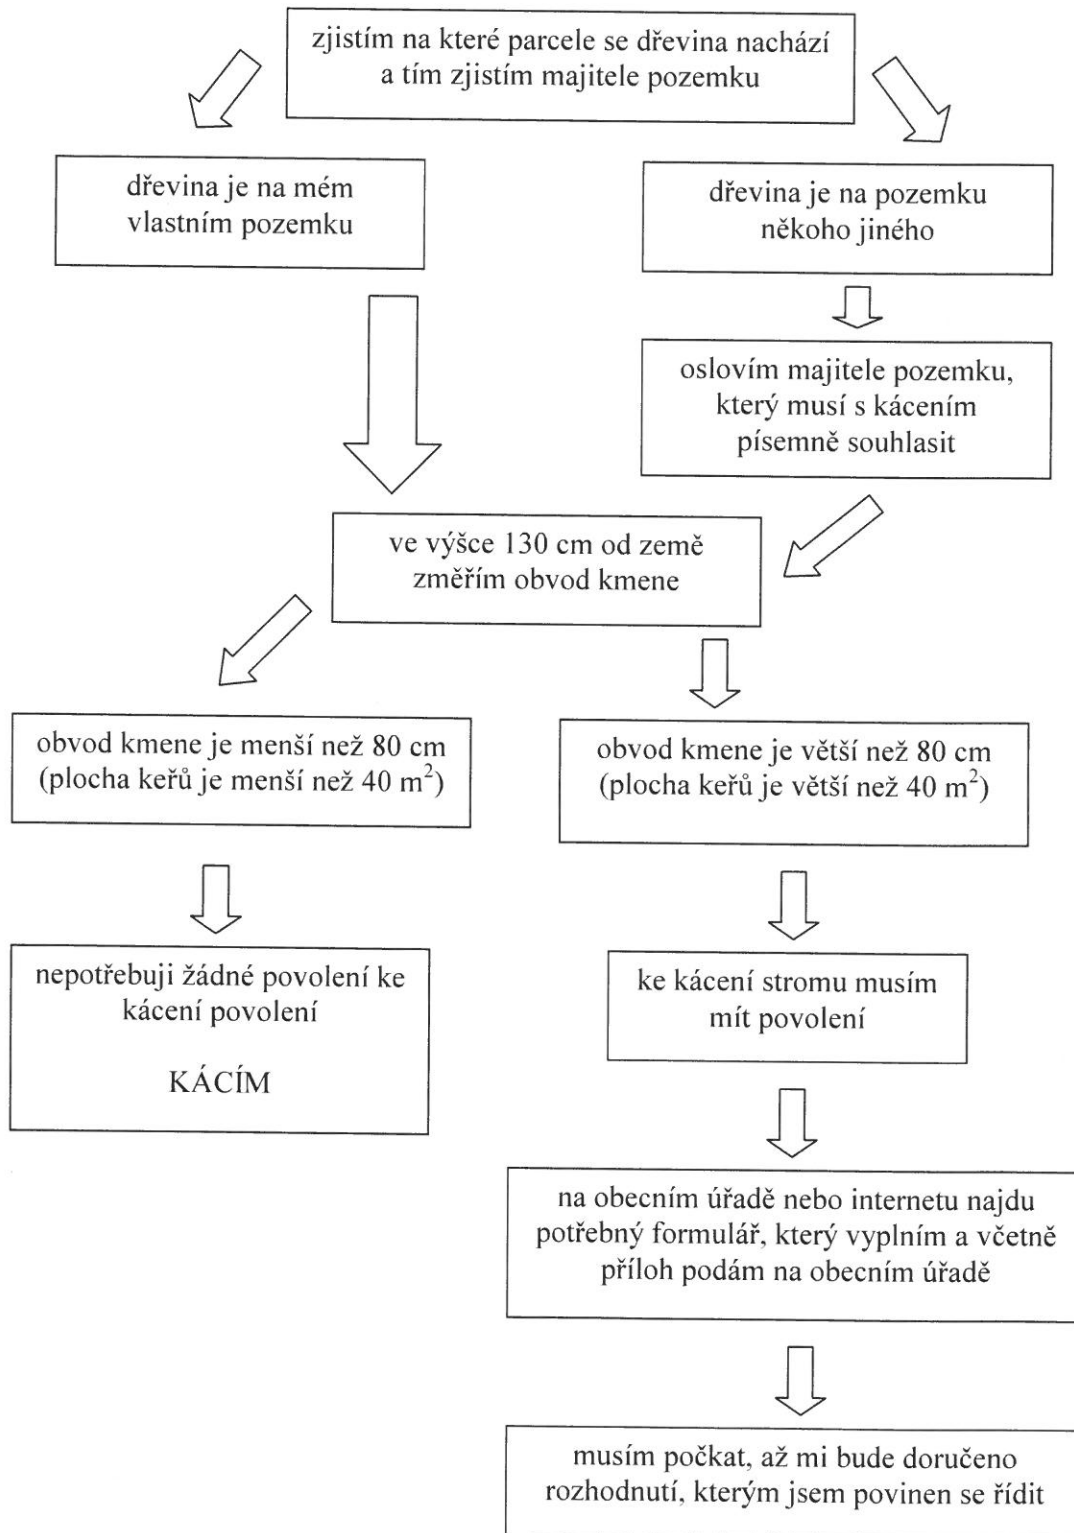 zjistím na které parcele se dřevina nachází
a tím zjistím majitele pozemku
dřevina je na mém
vlastním pozemku
dřevina je na pozemku
někoho jiného
oslovím majitele pozemku,
který musí s kácením
písemně souhlasit
ve výšce 130 cm od země
změřím obvod kmene
obvod kmene je menší než 80 cm
(plocha keřů je menší než 40 m²)
obvod kmene je větší než 80 cm
(plocha keřů je větší než 40 m²)
nepotřebuji žádné povolení ke
kácení povolení
KÁCÍM
ke kácení stromu musím
mít povolení
na obecním úřadě nebo internetu najdu
potřebný formulář, který vyplním a včetně
příloh podám na obecním úřadě
musím počkat, až mi bude doručeno
rozhodnutí, kterým jsem povinen se řídit